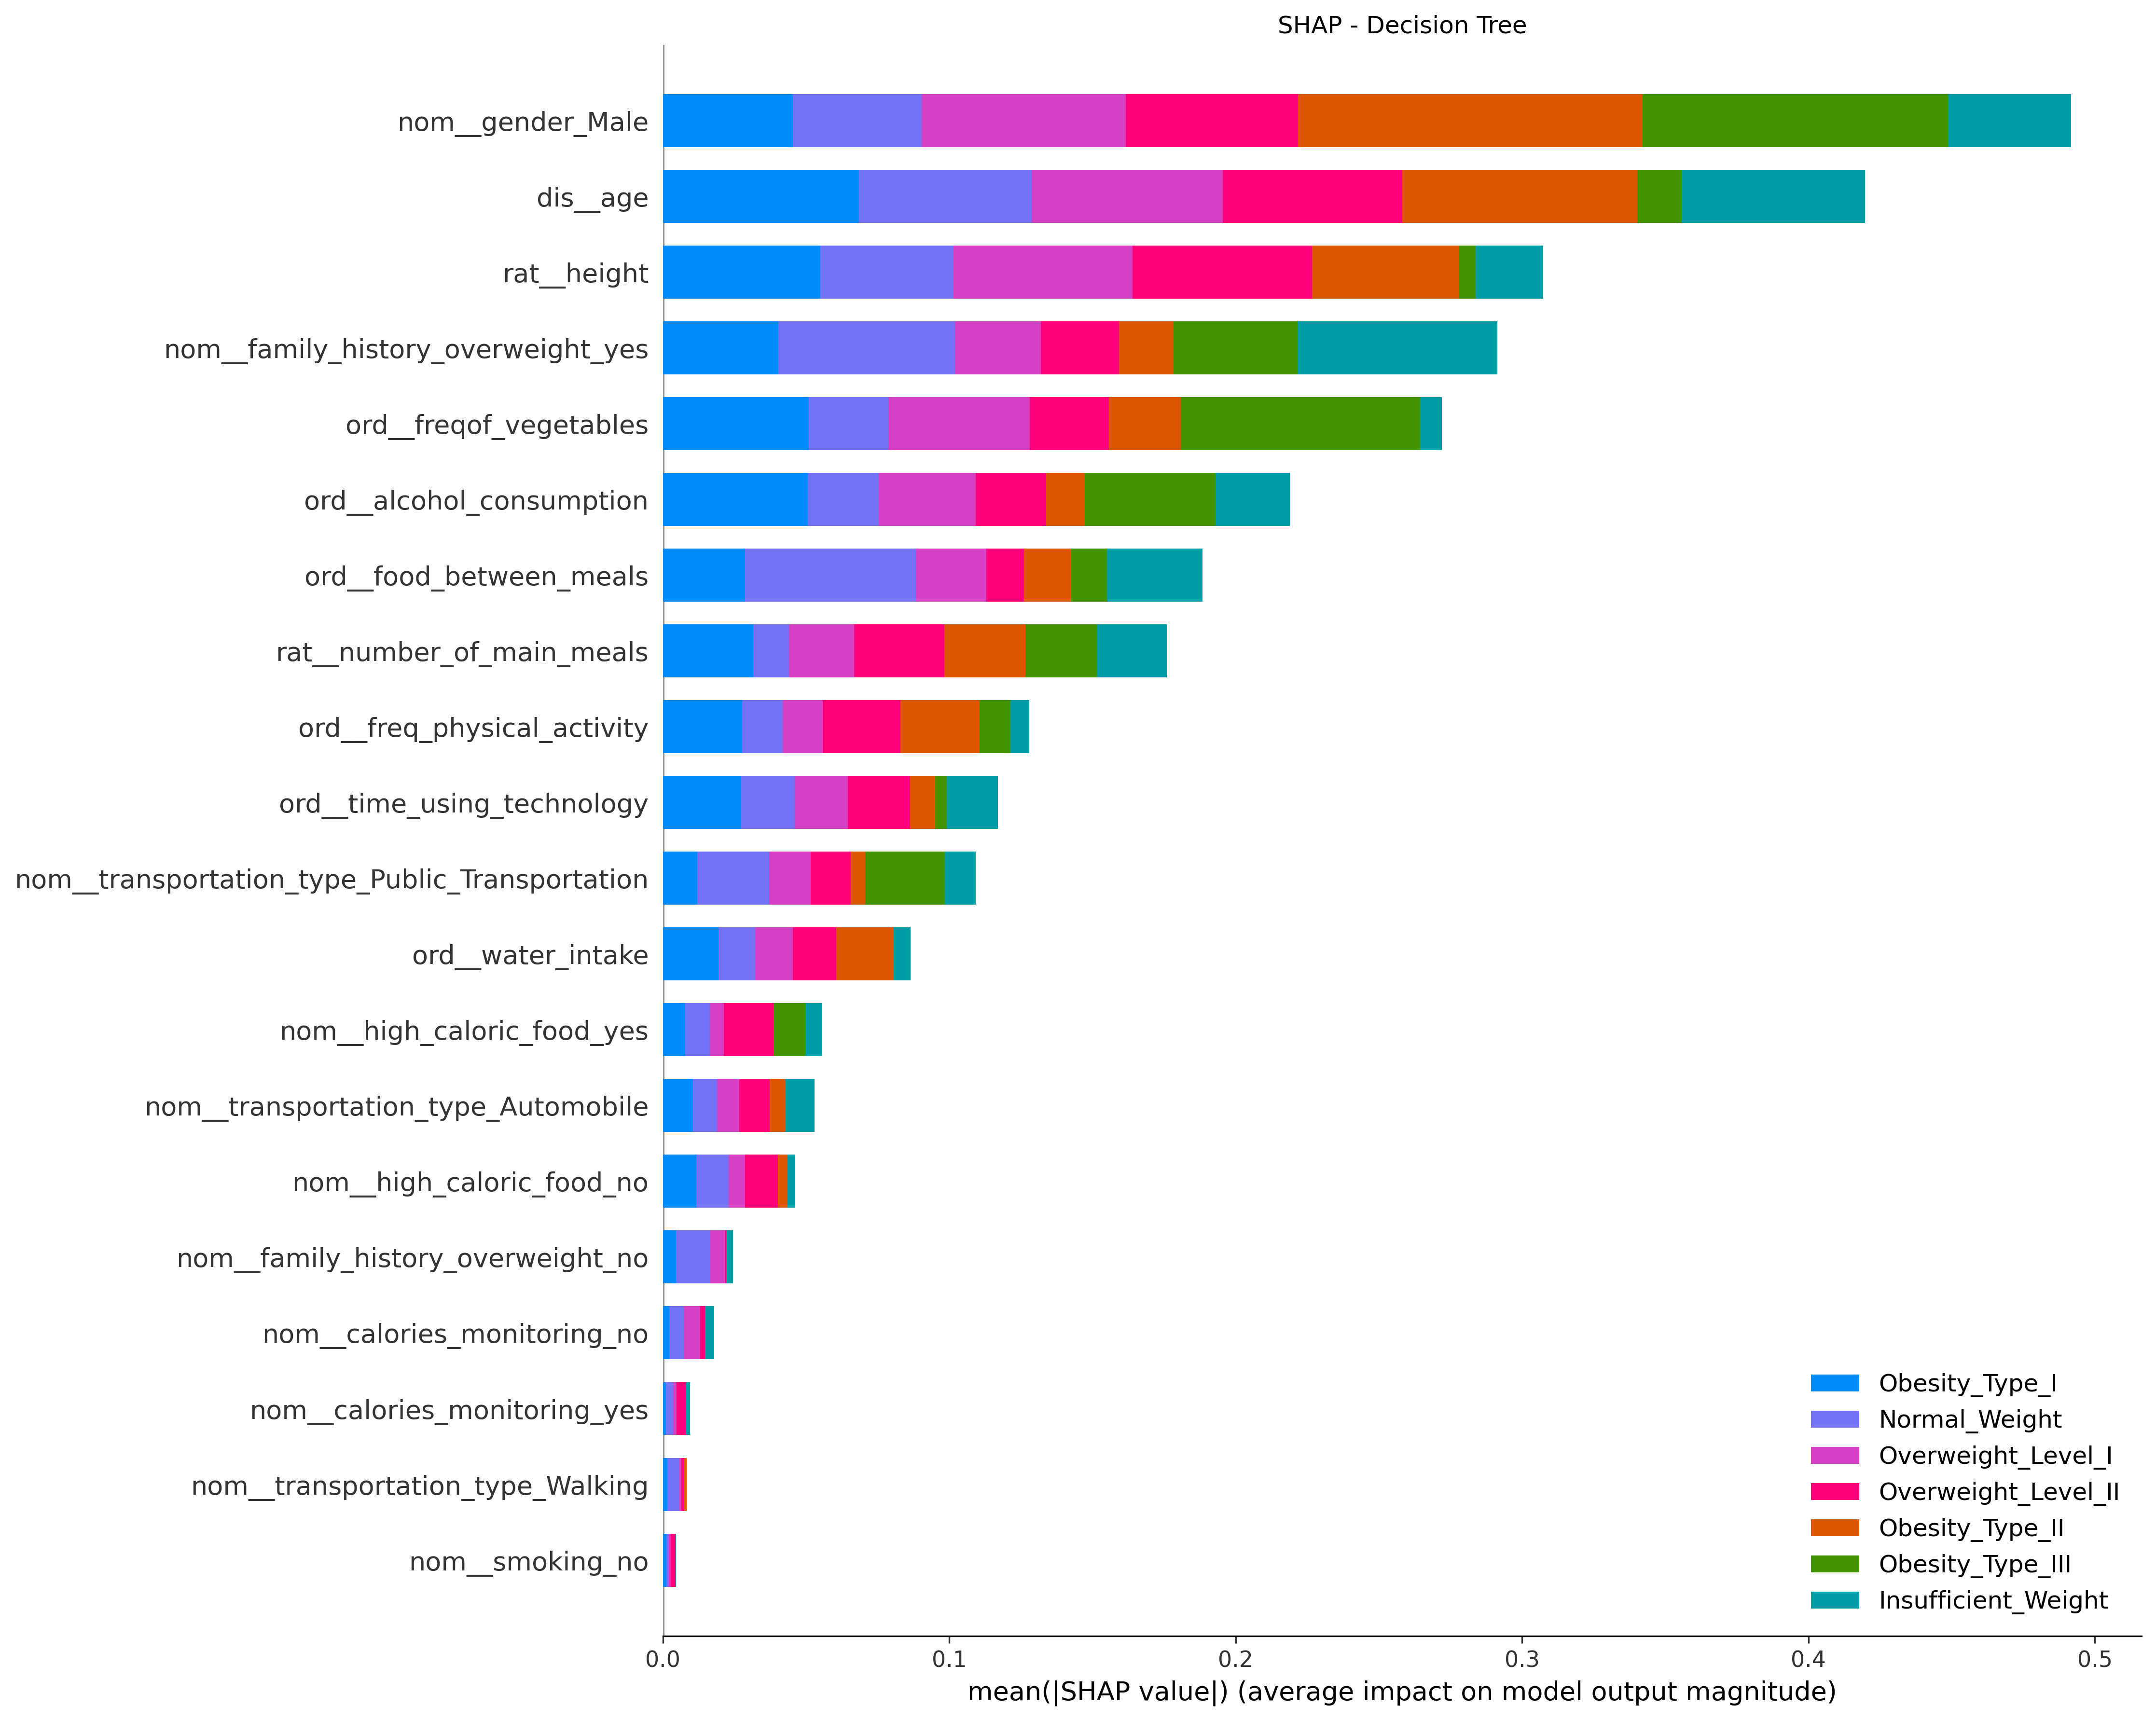 SHAP - Decision Tree
nom__gender_Male
dis__age
rat__height
nom__family_history_overweight_yes
ord__freqof_vegetables
ord__alcohol_consumption
ord__food_between_meals
rat__number_of_main_meals
ord__freq_physical_activity
ord__time_using_technology
nom__transportation_type_Public_Transportation
ord__water_intake
nom__high_caloric_food_yes
nom__transportation_type_Automobile
nom__high_caloric_food_no
nom__family_history_overweight_no
nom__calories_monitoring_no
nom__calories_monitoring_yes
nom__transportation_type_Walking
nom__smoking_no
Obesity_Type_I
Normal_Weight
Overweight_Level_I
Overweight_Level_II
Obesity_Type_II
Obesity_Type_III
Insufficient_Weight
0.0 0.1 0.2 0.3 0.4 0.5
mean(|SHAP value|) (average impact on model output magnitude)